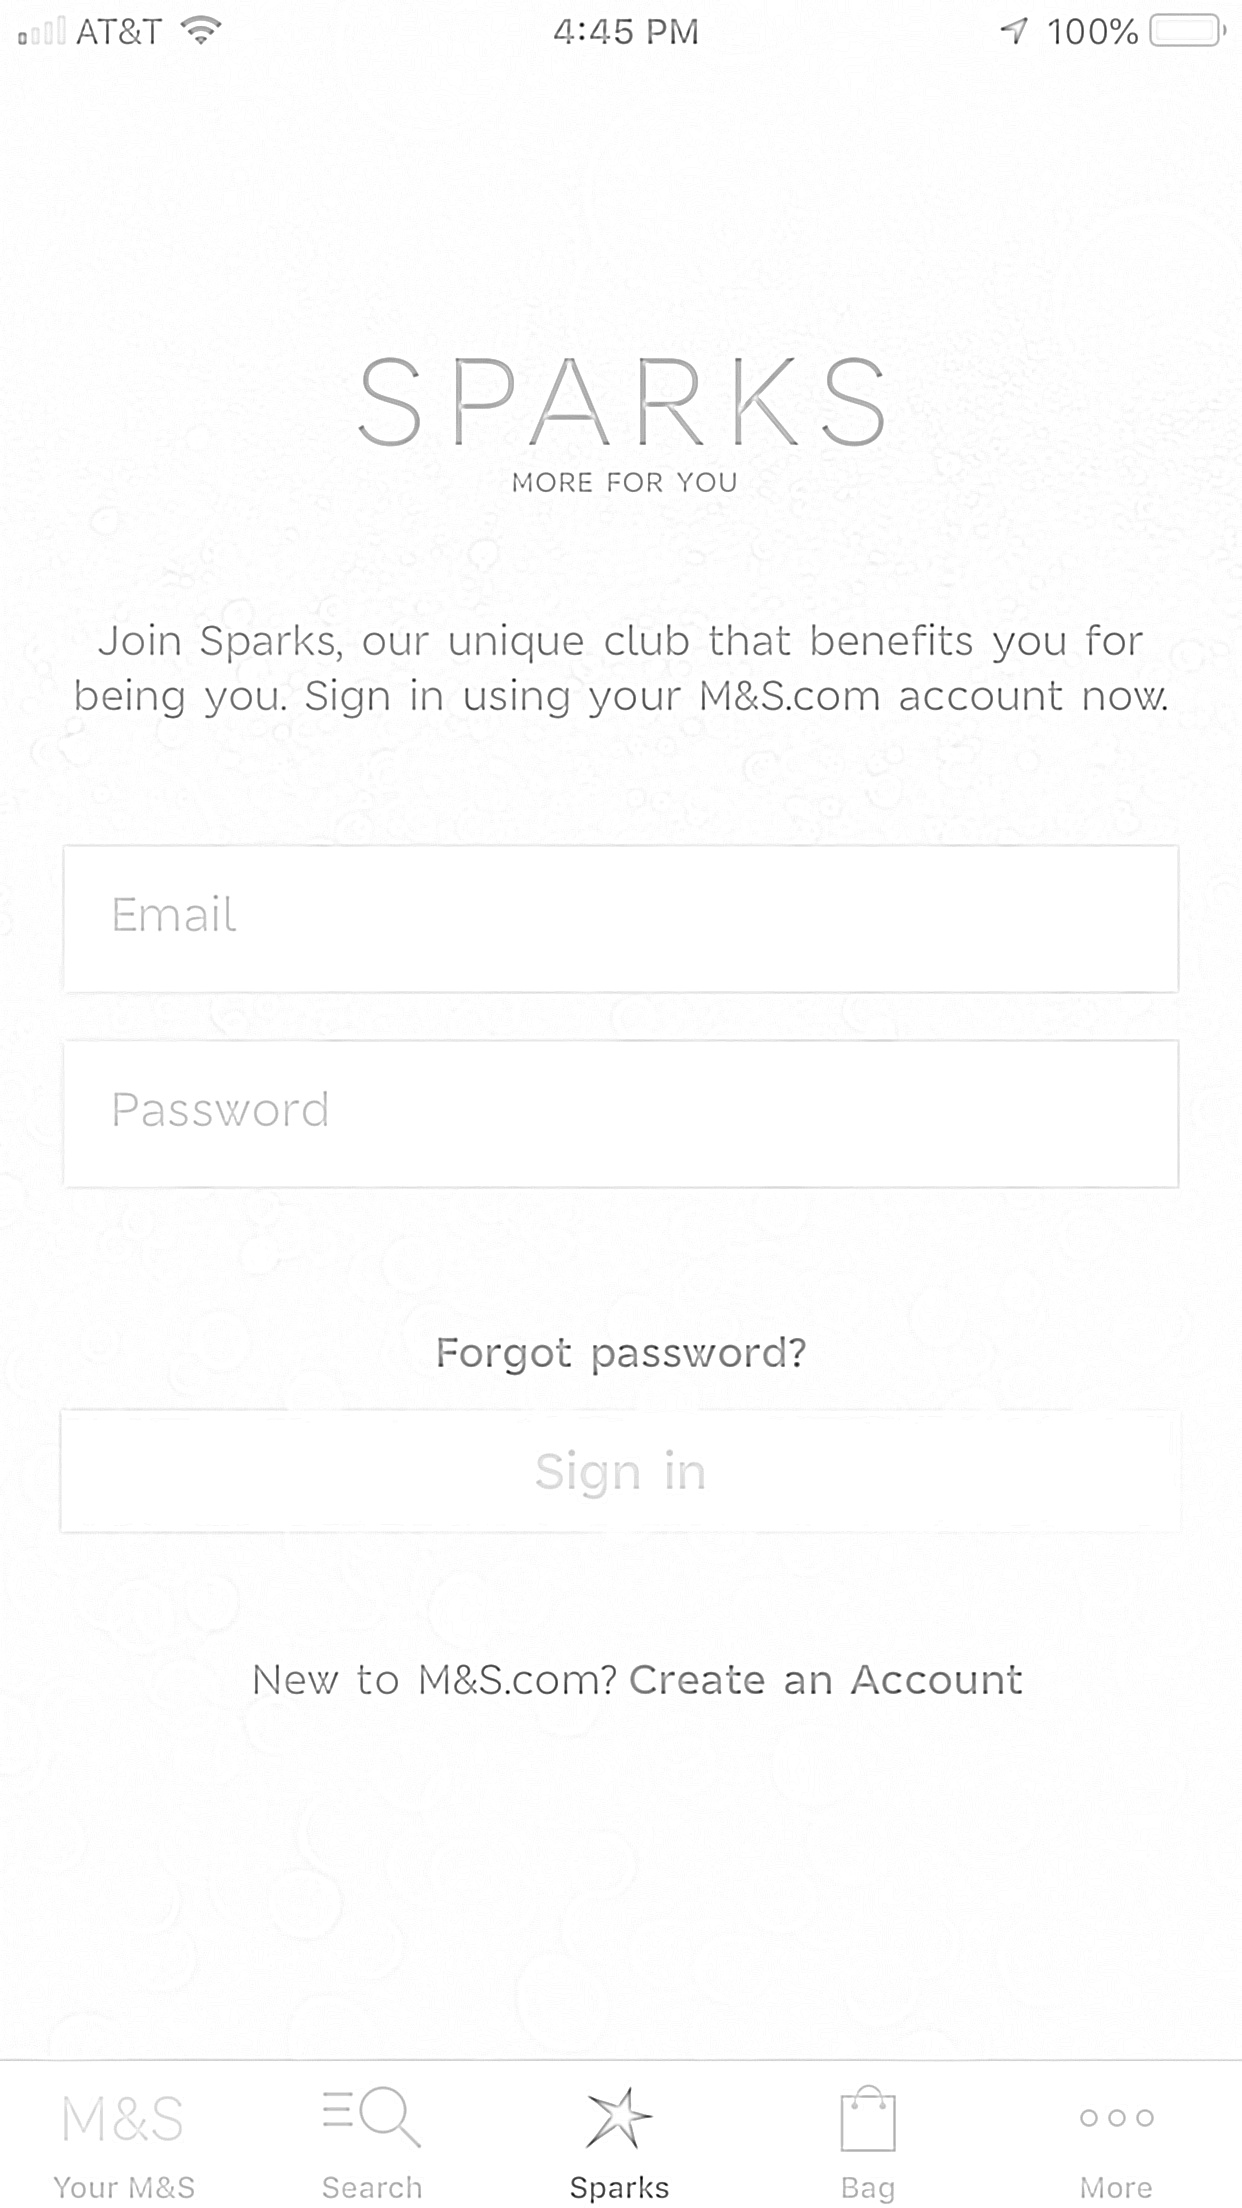 AT&T 4:45 PM 100%
SPARKS
MORE FOR YOU
Join Sparks, our unique club that benefits you for
being you. Sign in using your M&S.com account now.
Email
Password
Forgot password?
Sign in
New to M&S.com? Create an Account
M&S
Your M&S Search Sparks Bag More